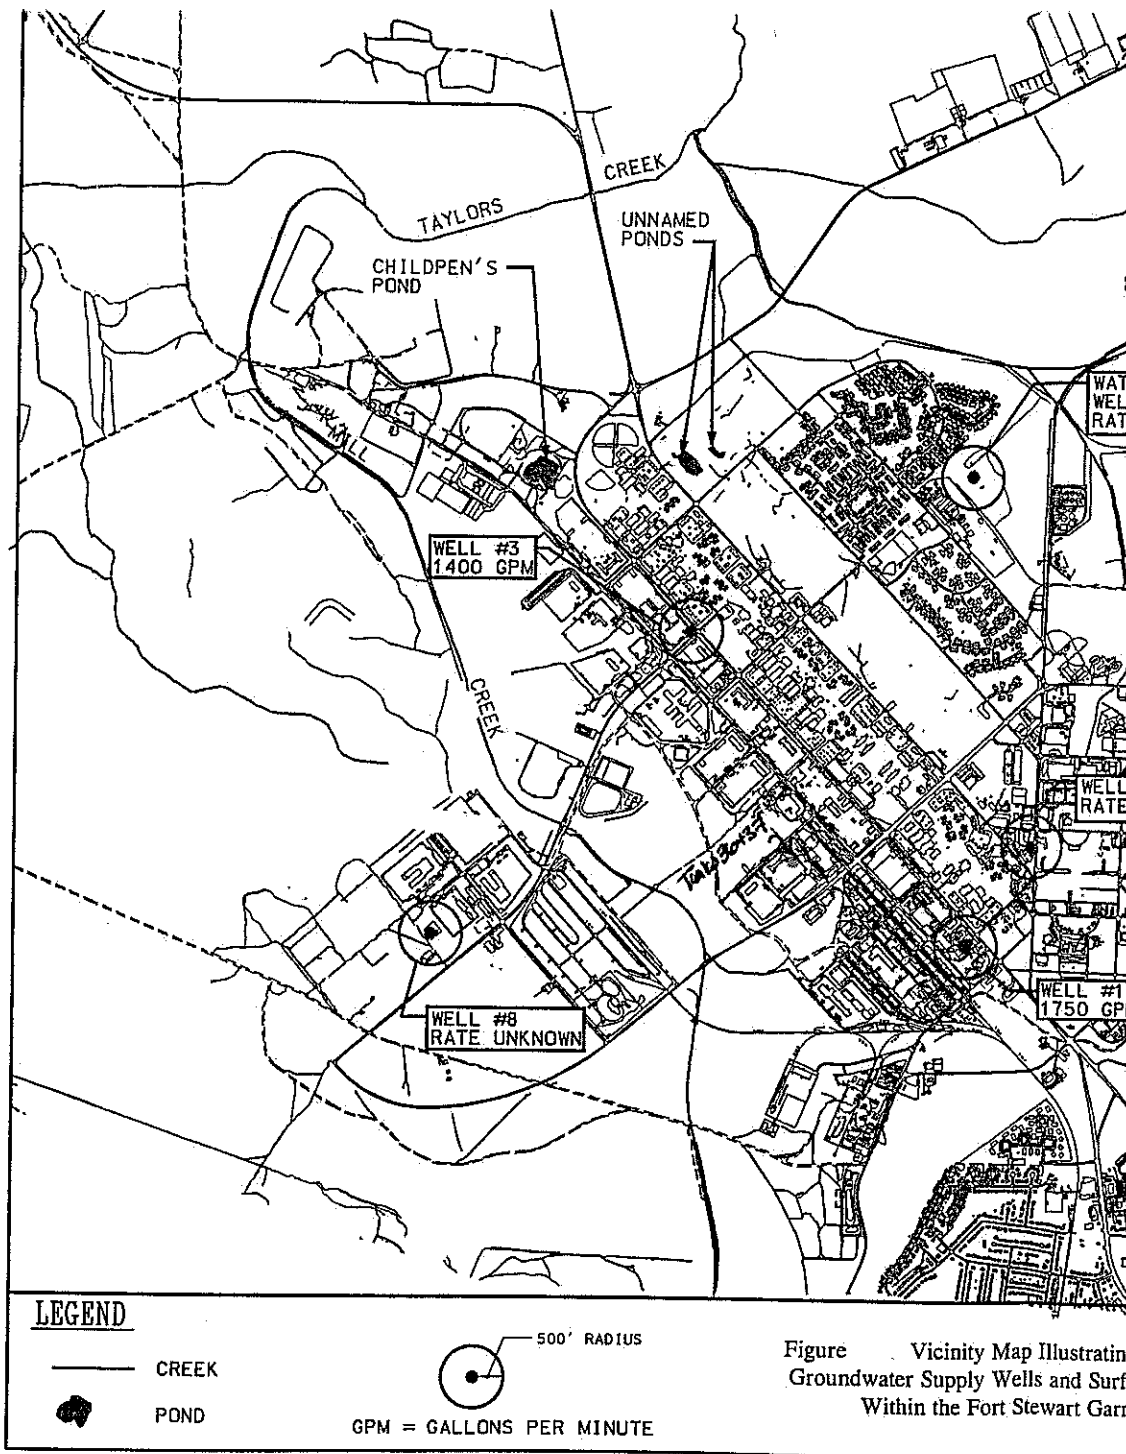 TAYLORS CREEK
UNNAMED
PONDS
CHILDPEN'S
POND
WAT
WEL
RAT
MILL
WELL #3
1400 GPM
CREEK
WELL
RATE
WELL #8
RATE UNKNOWN
WELL #1
1750 GP
LEGEND
CREEK
POND
500' RADIUS
GPM = GALLONS PER MINUTE
Figure Vicinity Map Illustratin
Groundwater Supply Wells and Surf
Within the Fort Stewart Garr